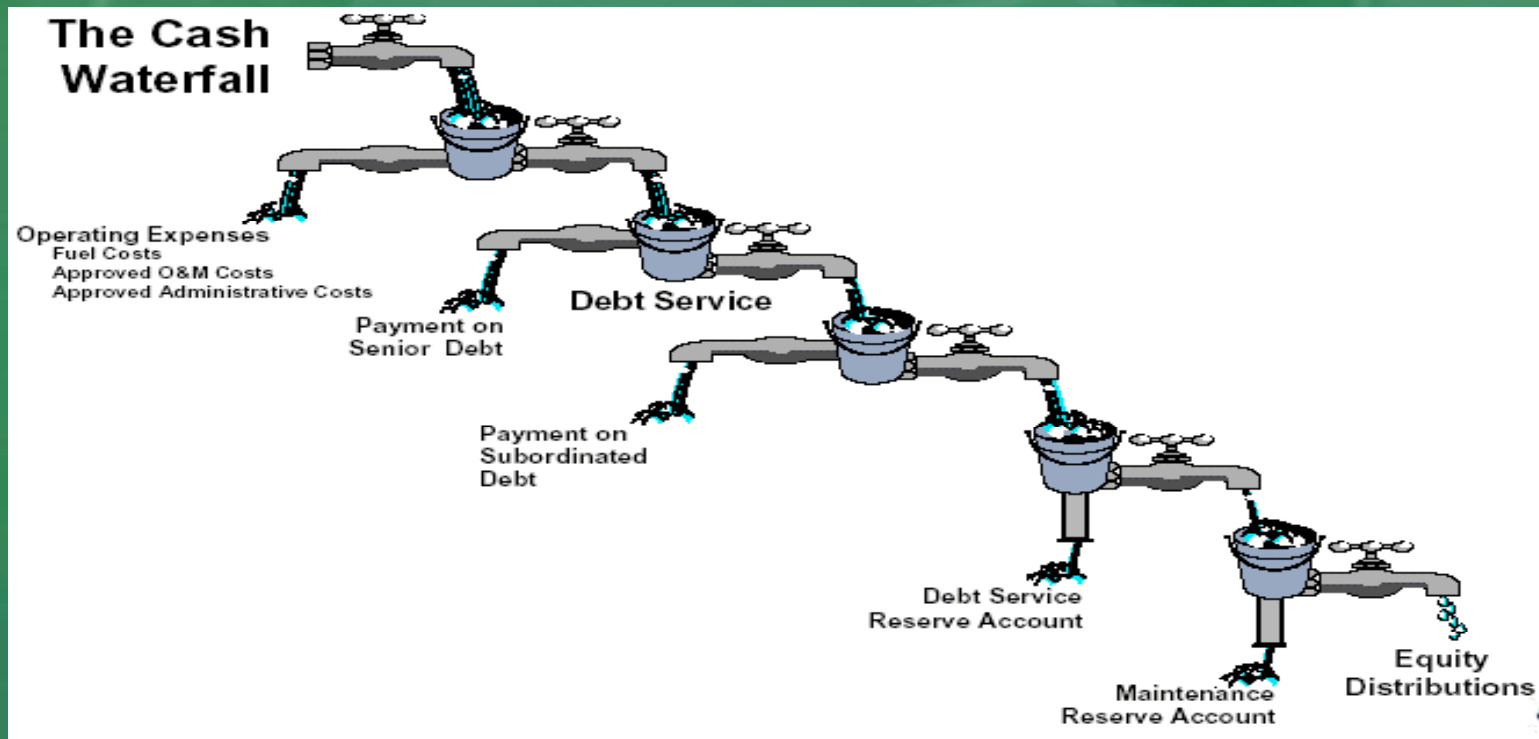 The Cash
Waterfall
Operating Expenses
Fuel Costs
Approved O&M Costs
Approved Administrative Costs
Debt Service
Payment on
Senior Debt
Payment on
Subordinated
Debt
Debt Service
Reserve Account
Equity
Distributions
Maintenance
Reserve Account